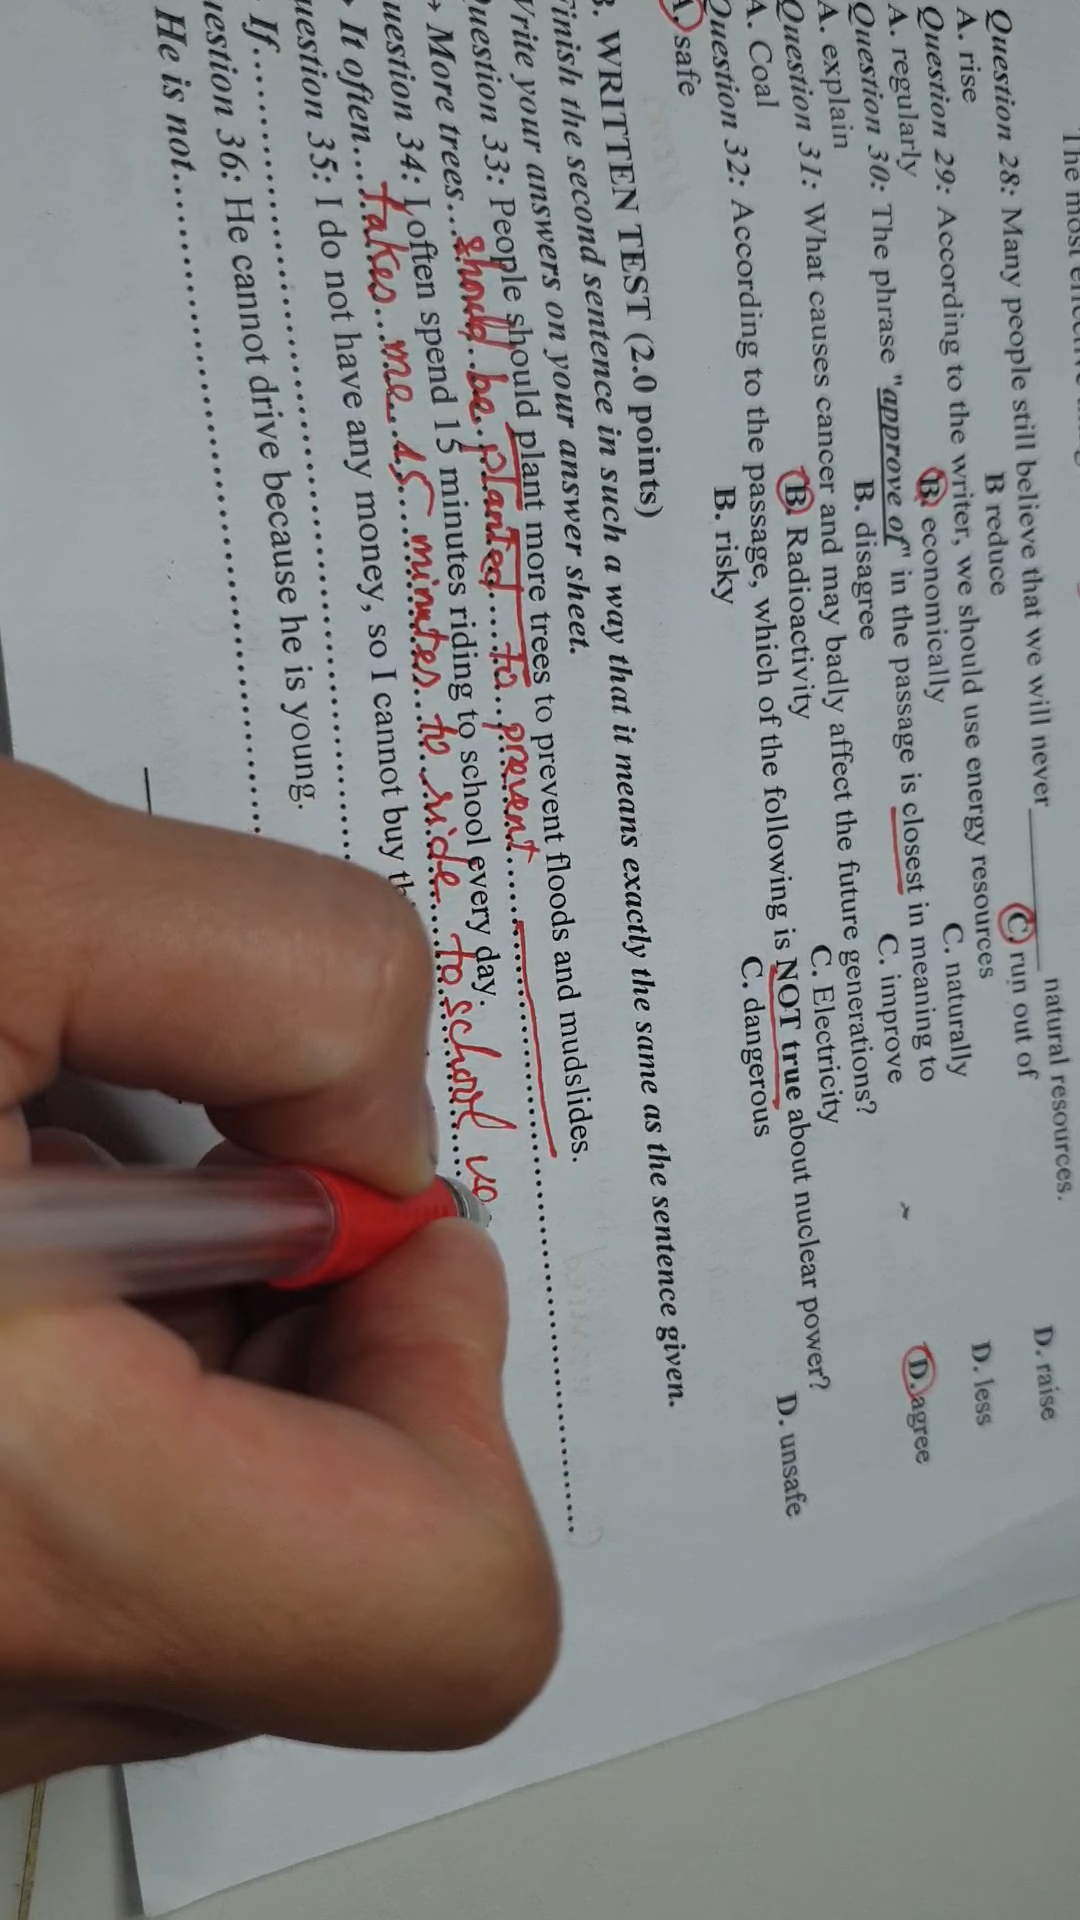 The most
natural resources.
Question 28: Many people still believe that we will never
A. rise B reduce C. run out of D. raise
Question 29: According to the writer, we should use energy resources
A. regularly B. economically C. naturally D. less
Question 30: The phrase "approve of" in the passage is closest in meaning to
A. explain B. disagree C. improve D. agree
Question 31: What causes cancer and may badly affect the future generations?
A. Coal B. Radioactivity C. Electricity
Question 32: According to the passage, which of the following is NOT true about nuclear power?
A. safe B. risky C. dangerous D. unsafe
B. WRITTEN TEST (2.0 points)
Finish the second sentence in such a way that it means exactly the same as the sentence given.
Write your answers on your answer sheet.
Question 33: People should plant more trees to prevent floods and mudslides.
→ More trees... should be planted to prevent
Question 34: I often spend 15 minutes riding to school every day.
→ It often... takes me 15 minutes to ride to school
uestion 35: I do not have any money, so I cannot buy
If
uestion 36: He cannot drive because he is young.
He is not